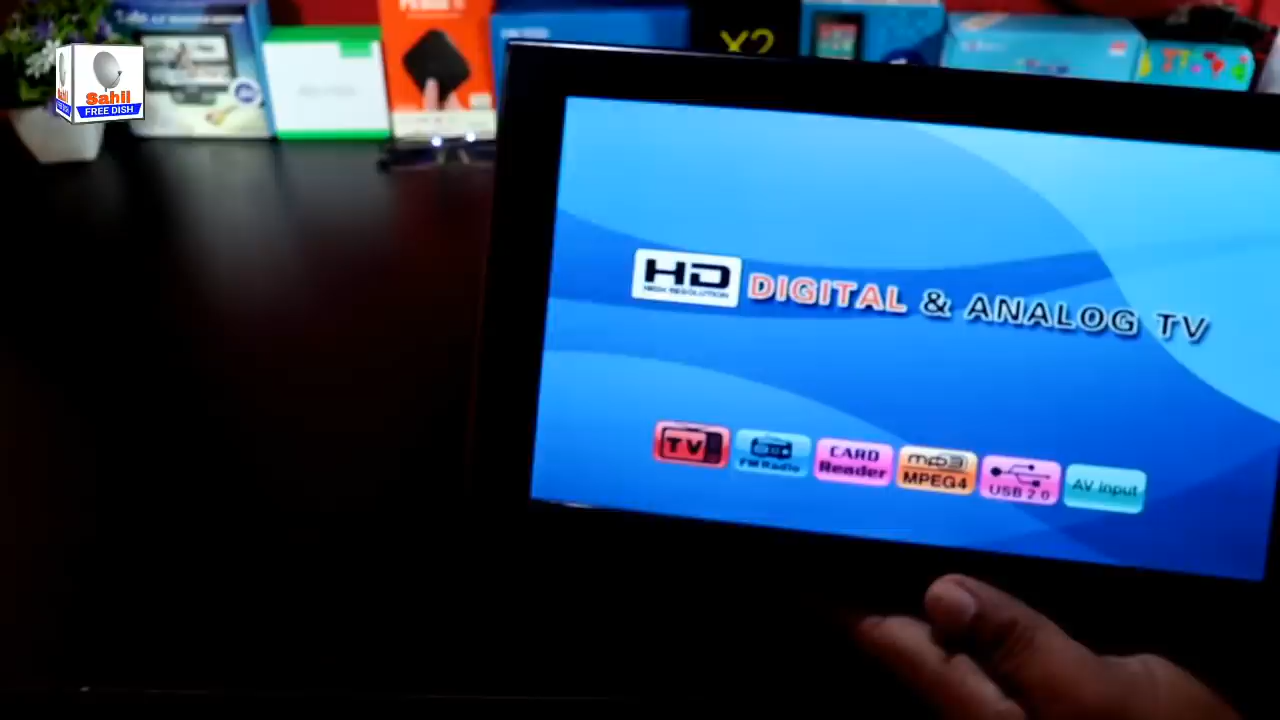 Sahil
FREE DISH
X2
HD
HIGH RESOLUTION
DIGITAL & ANALOG TV
TV
FM Radio
CARD
Reader
mp3
MPEG4
USB 2.0
AV input